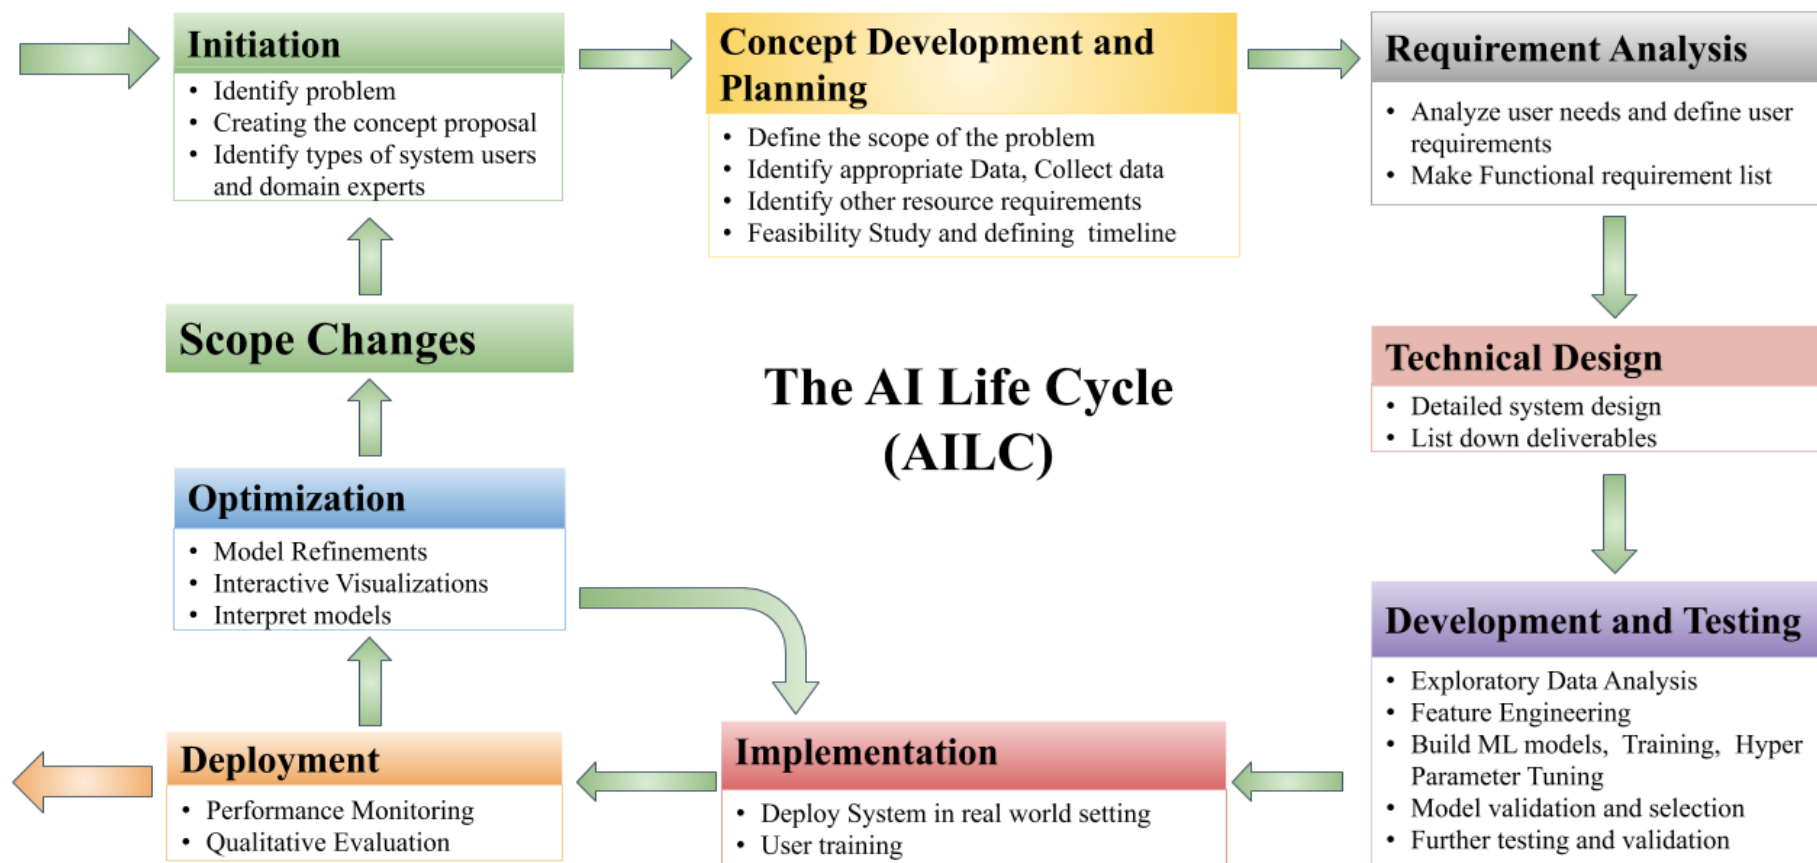 Initiation
• Identify problem
• Creating the concept proposal
• Identify types of system users
and domain experts
Concept Development and
Planning
• Define the scope of the problem
• Identify appropriate Data, Collect data
• Identify other resource requirements
• Feasibility Study and defining timeline
Requirement Analysis
• Analyze user needs and define user
requirements
• Make Functional requirement list
Technical Design
• Detailed system design
• List down deliverables
Development and Testing
• Exploratory Data Analysis
• Feature Engineering
• Build ML models, Training, Hyper
Parameter Tuning
• Model validation and selection
• Further testing and validation
Implementation
• Deploy System in real world setting
• User training
Deployment
• Performance Monitoring
• Qualitative Evaluation
Optimization
• Model Refinements
• Interactive Visualizations
• Interpret models
Scope Changes
The AI Life Cycle
(AILC)